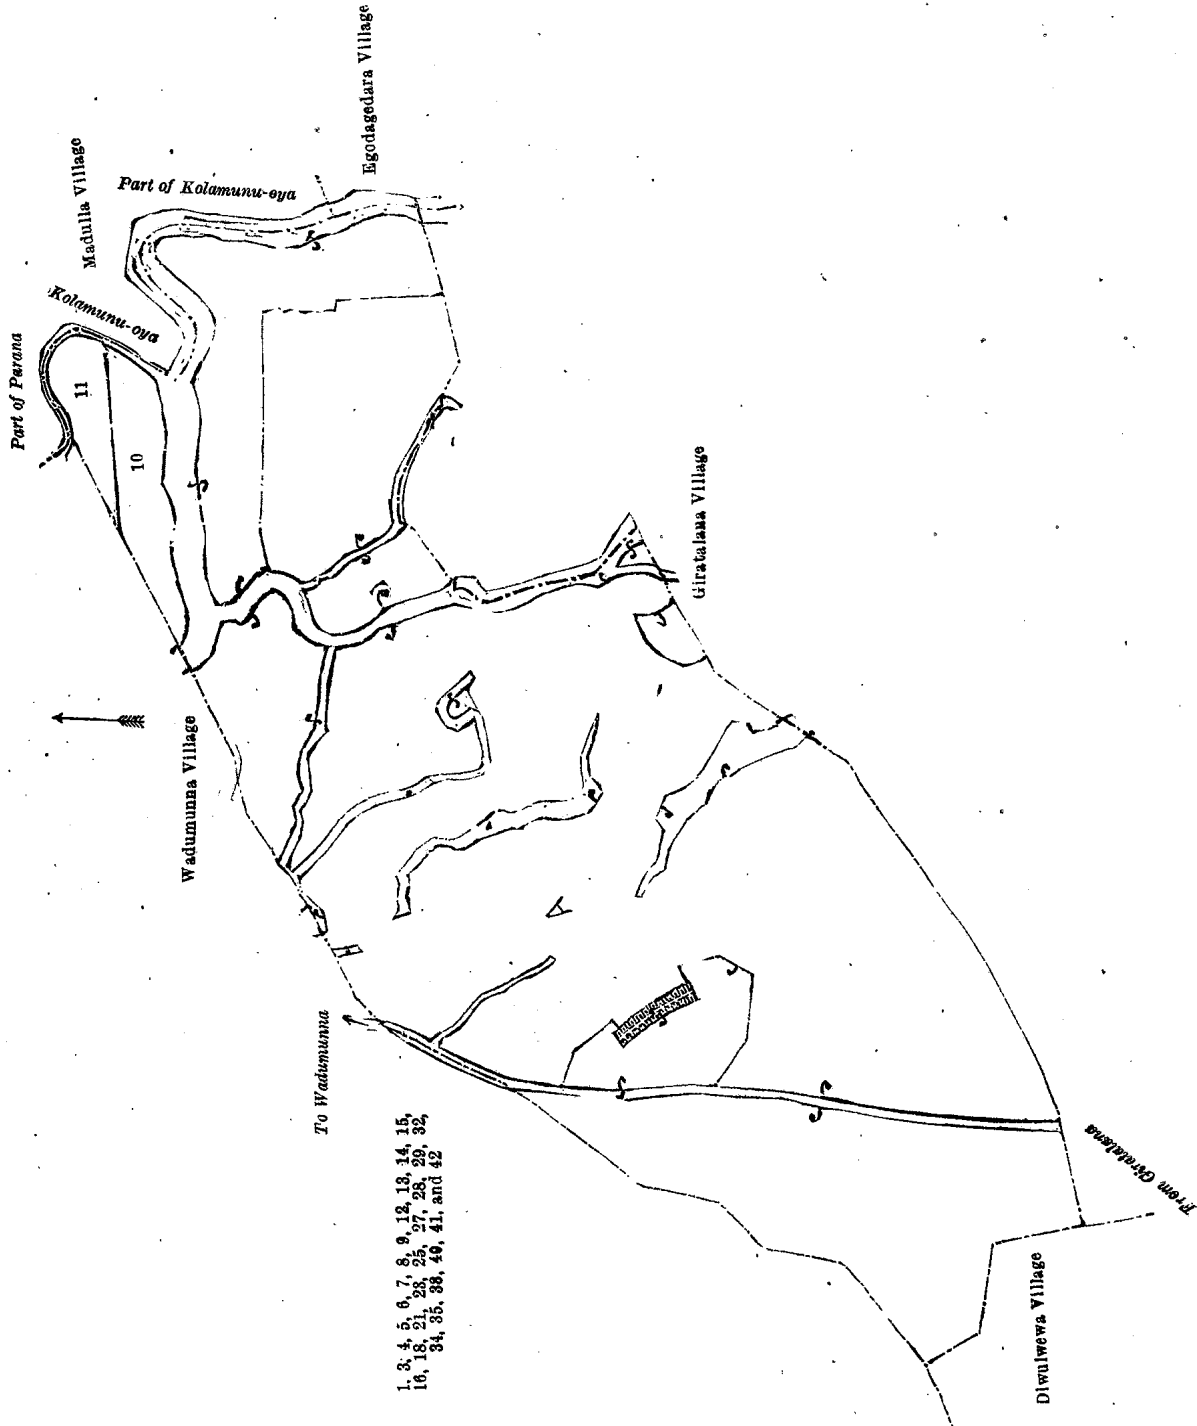 Part of Parana
Kolamunu-oya
Madulla Village
Part of Kolamunu-oya
Egodagedara Village
11
10
Wadumunna Village
Giratalana Village
To Wadumunna
1, 3, 4, 5, 6, 7, 8, 9, 12, 13, 14, 15,
16, 18, 21, 23, 25, 27, 28, 29, 32,
34, 35, 38, 40, 41, and 42
From Giratalana
Diwulwewa Village